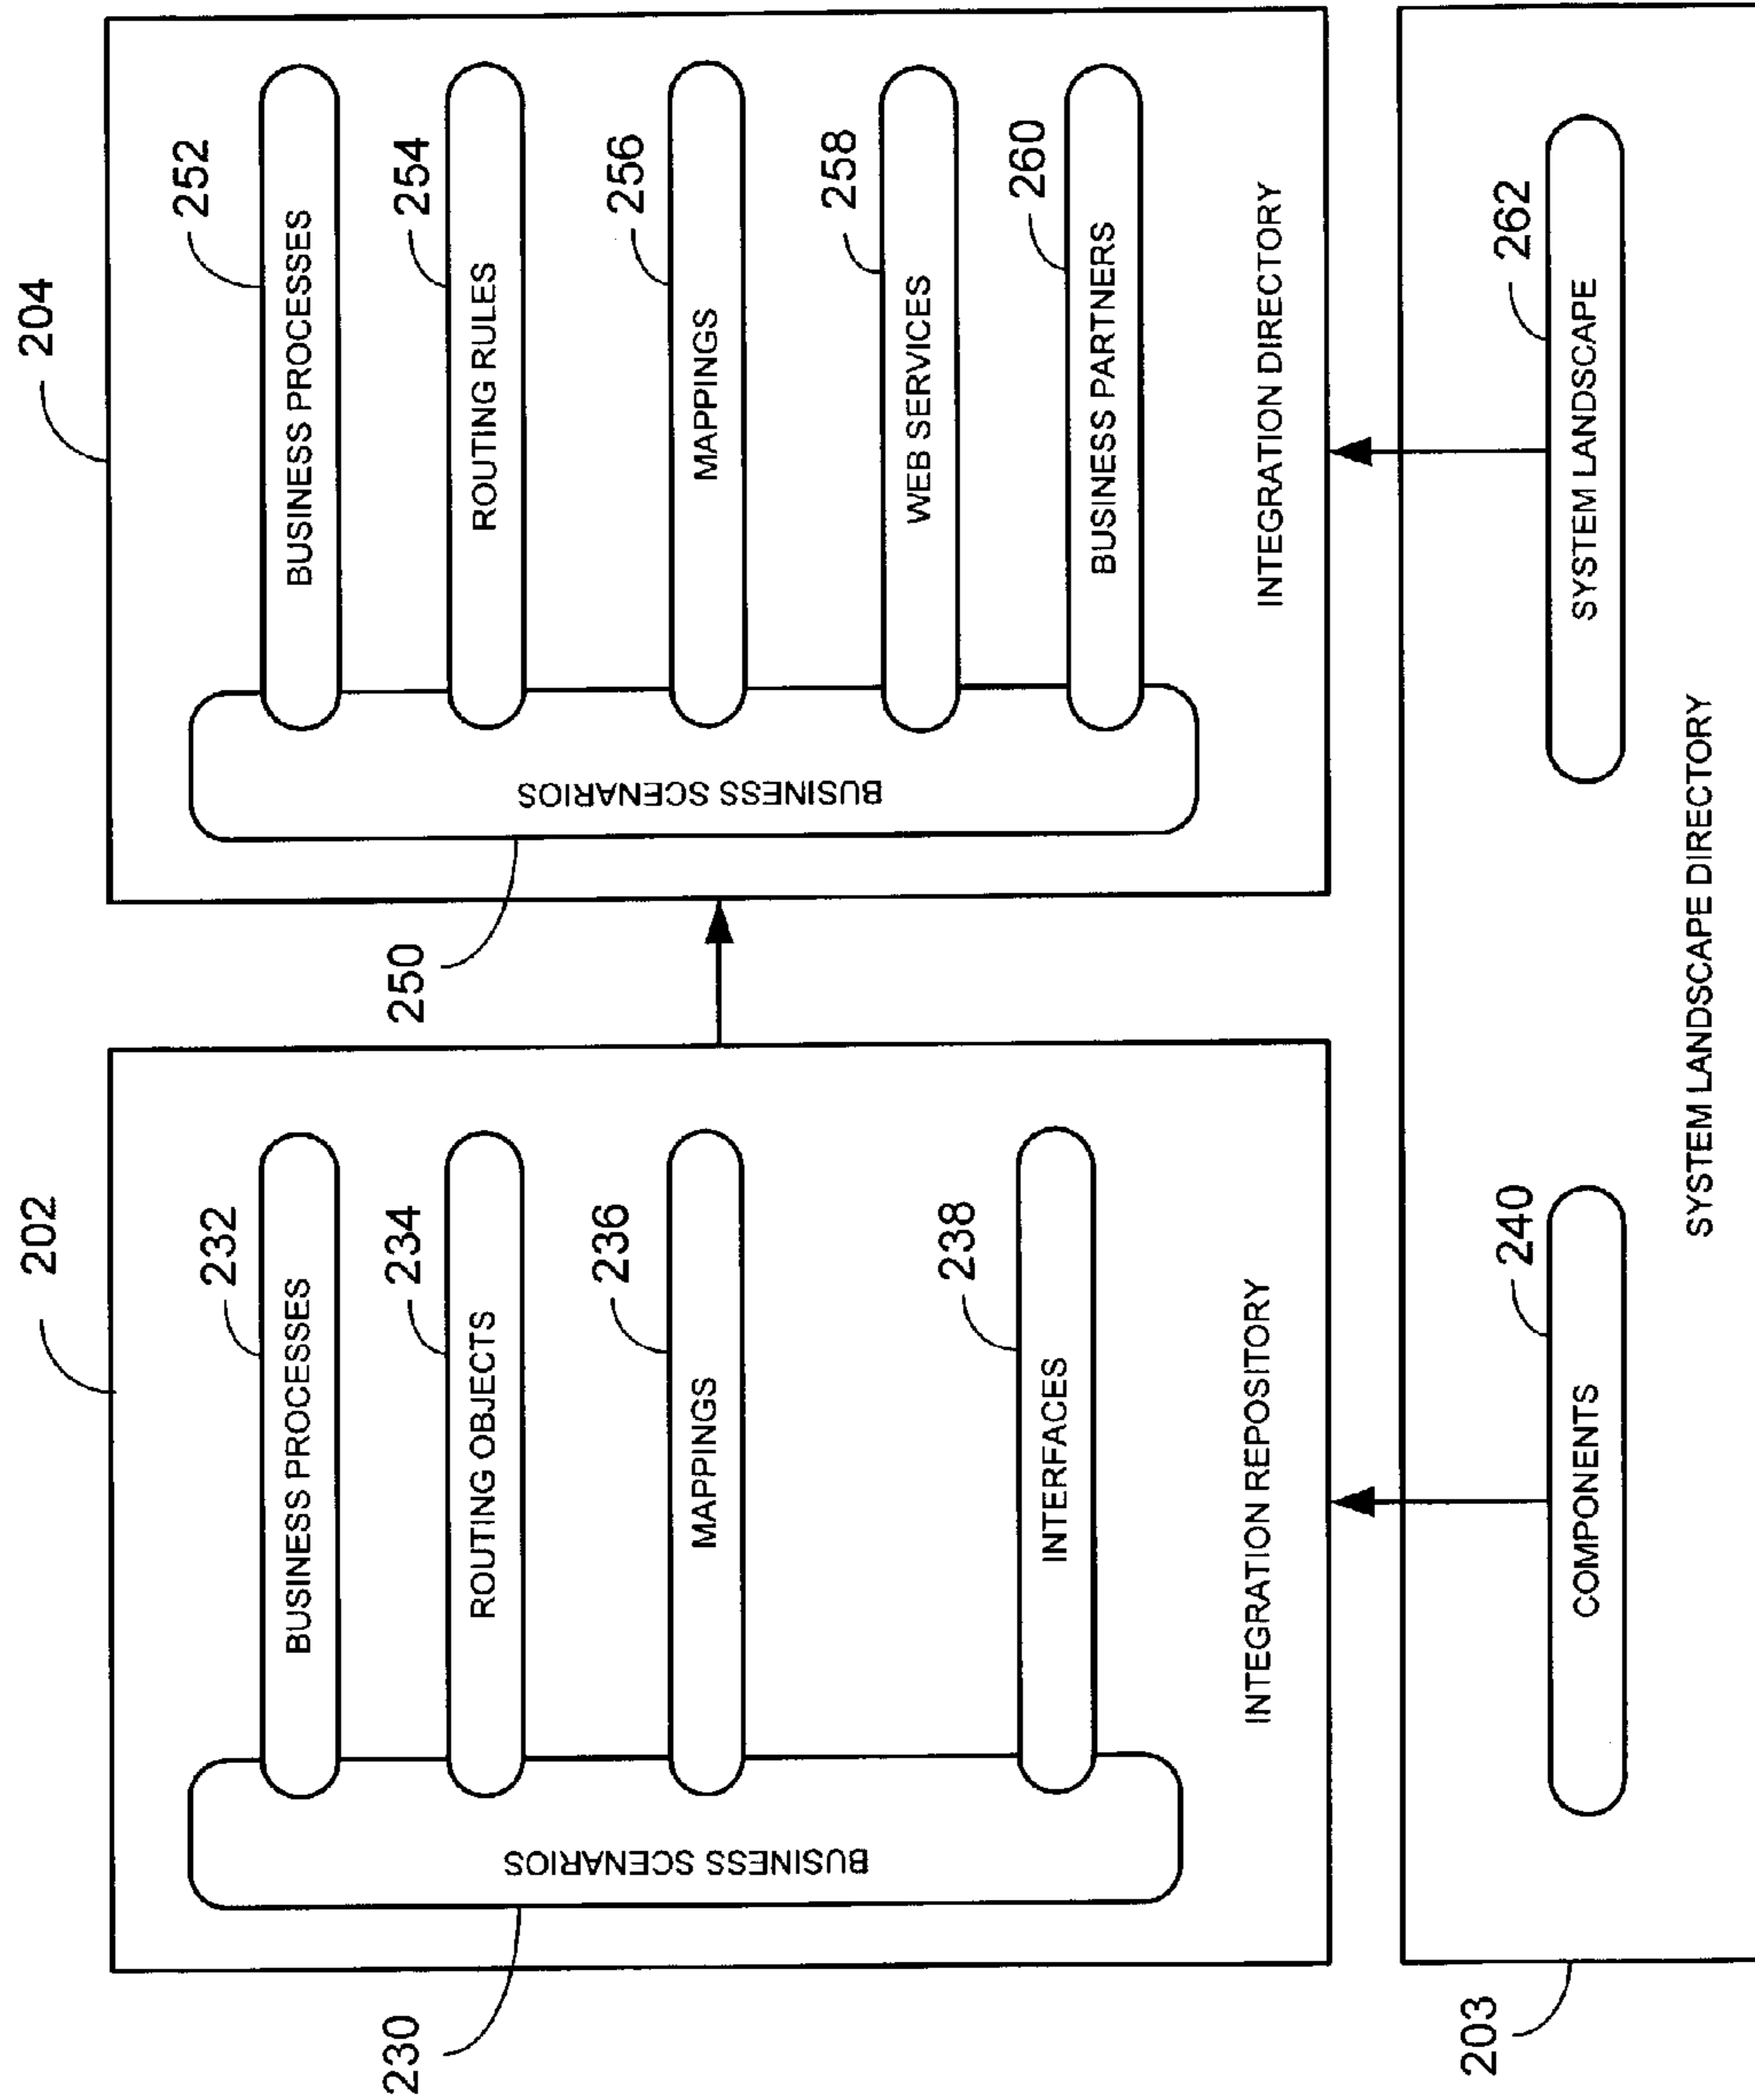 202
204
BUSINESS PROCESSES
232
ROUTING OBJECTS
234
MAPPINGS
236
INTERFACES
238
BUSINESS SCENARIOS
230
INTEGRATION REPOSITORY
BUSINESS PROCESSES
252
ROUTING RULES
254
MAPPINGS
256
WEB SERVICES
258
BUSINESS PARTNERS
260
BUSINESS SCENARIOS
250
INTEGRATION DIRECTORY
COMPONENTS
240
SYSTEM LANDSCAPE
262
203
SYSTEM LANDSCAPE DIRECTORY